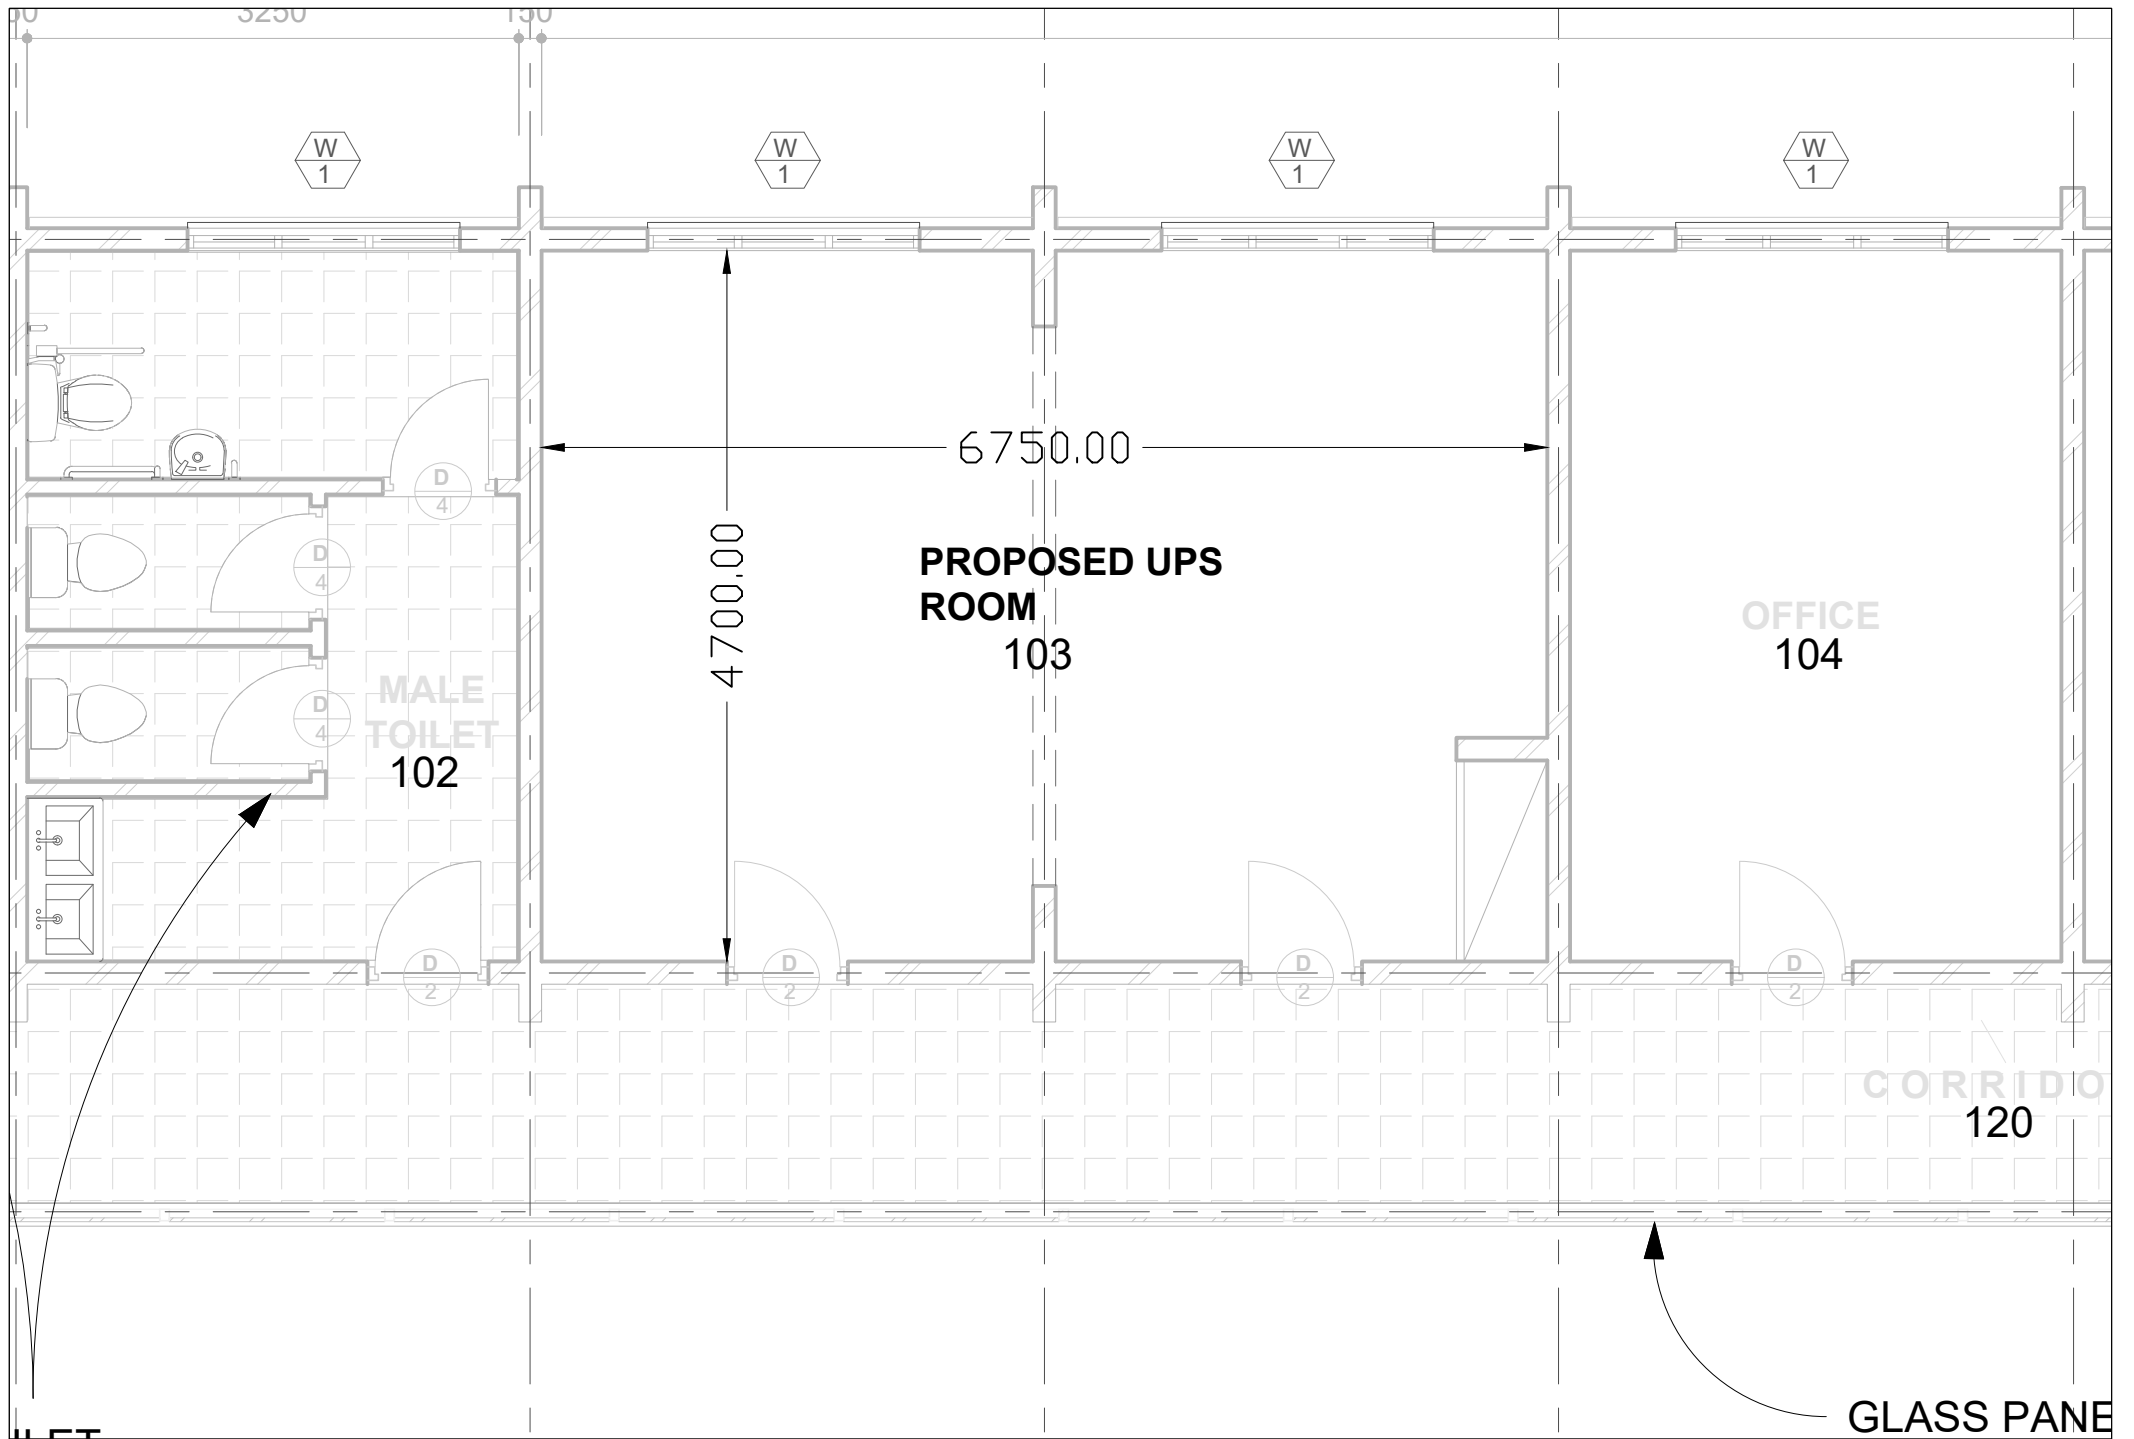 3250
150
W
1
W
1
W
1
W
1
6750.00
4700.00
D
4
D
4
D
4
PROPOSED UPS
ROOM
103
OFFICE
104
MALE
TOILET
102
D
2
D
2
D
2
D
2
CORRIDO
120
GLASS PANE